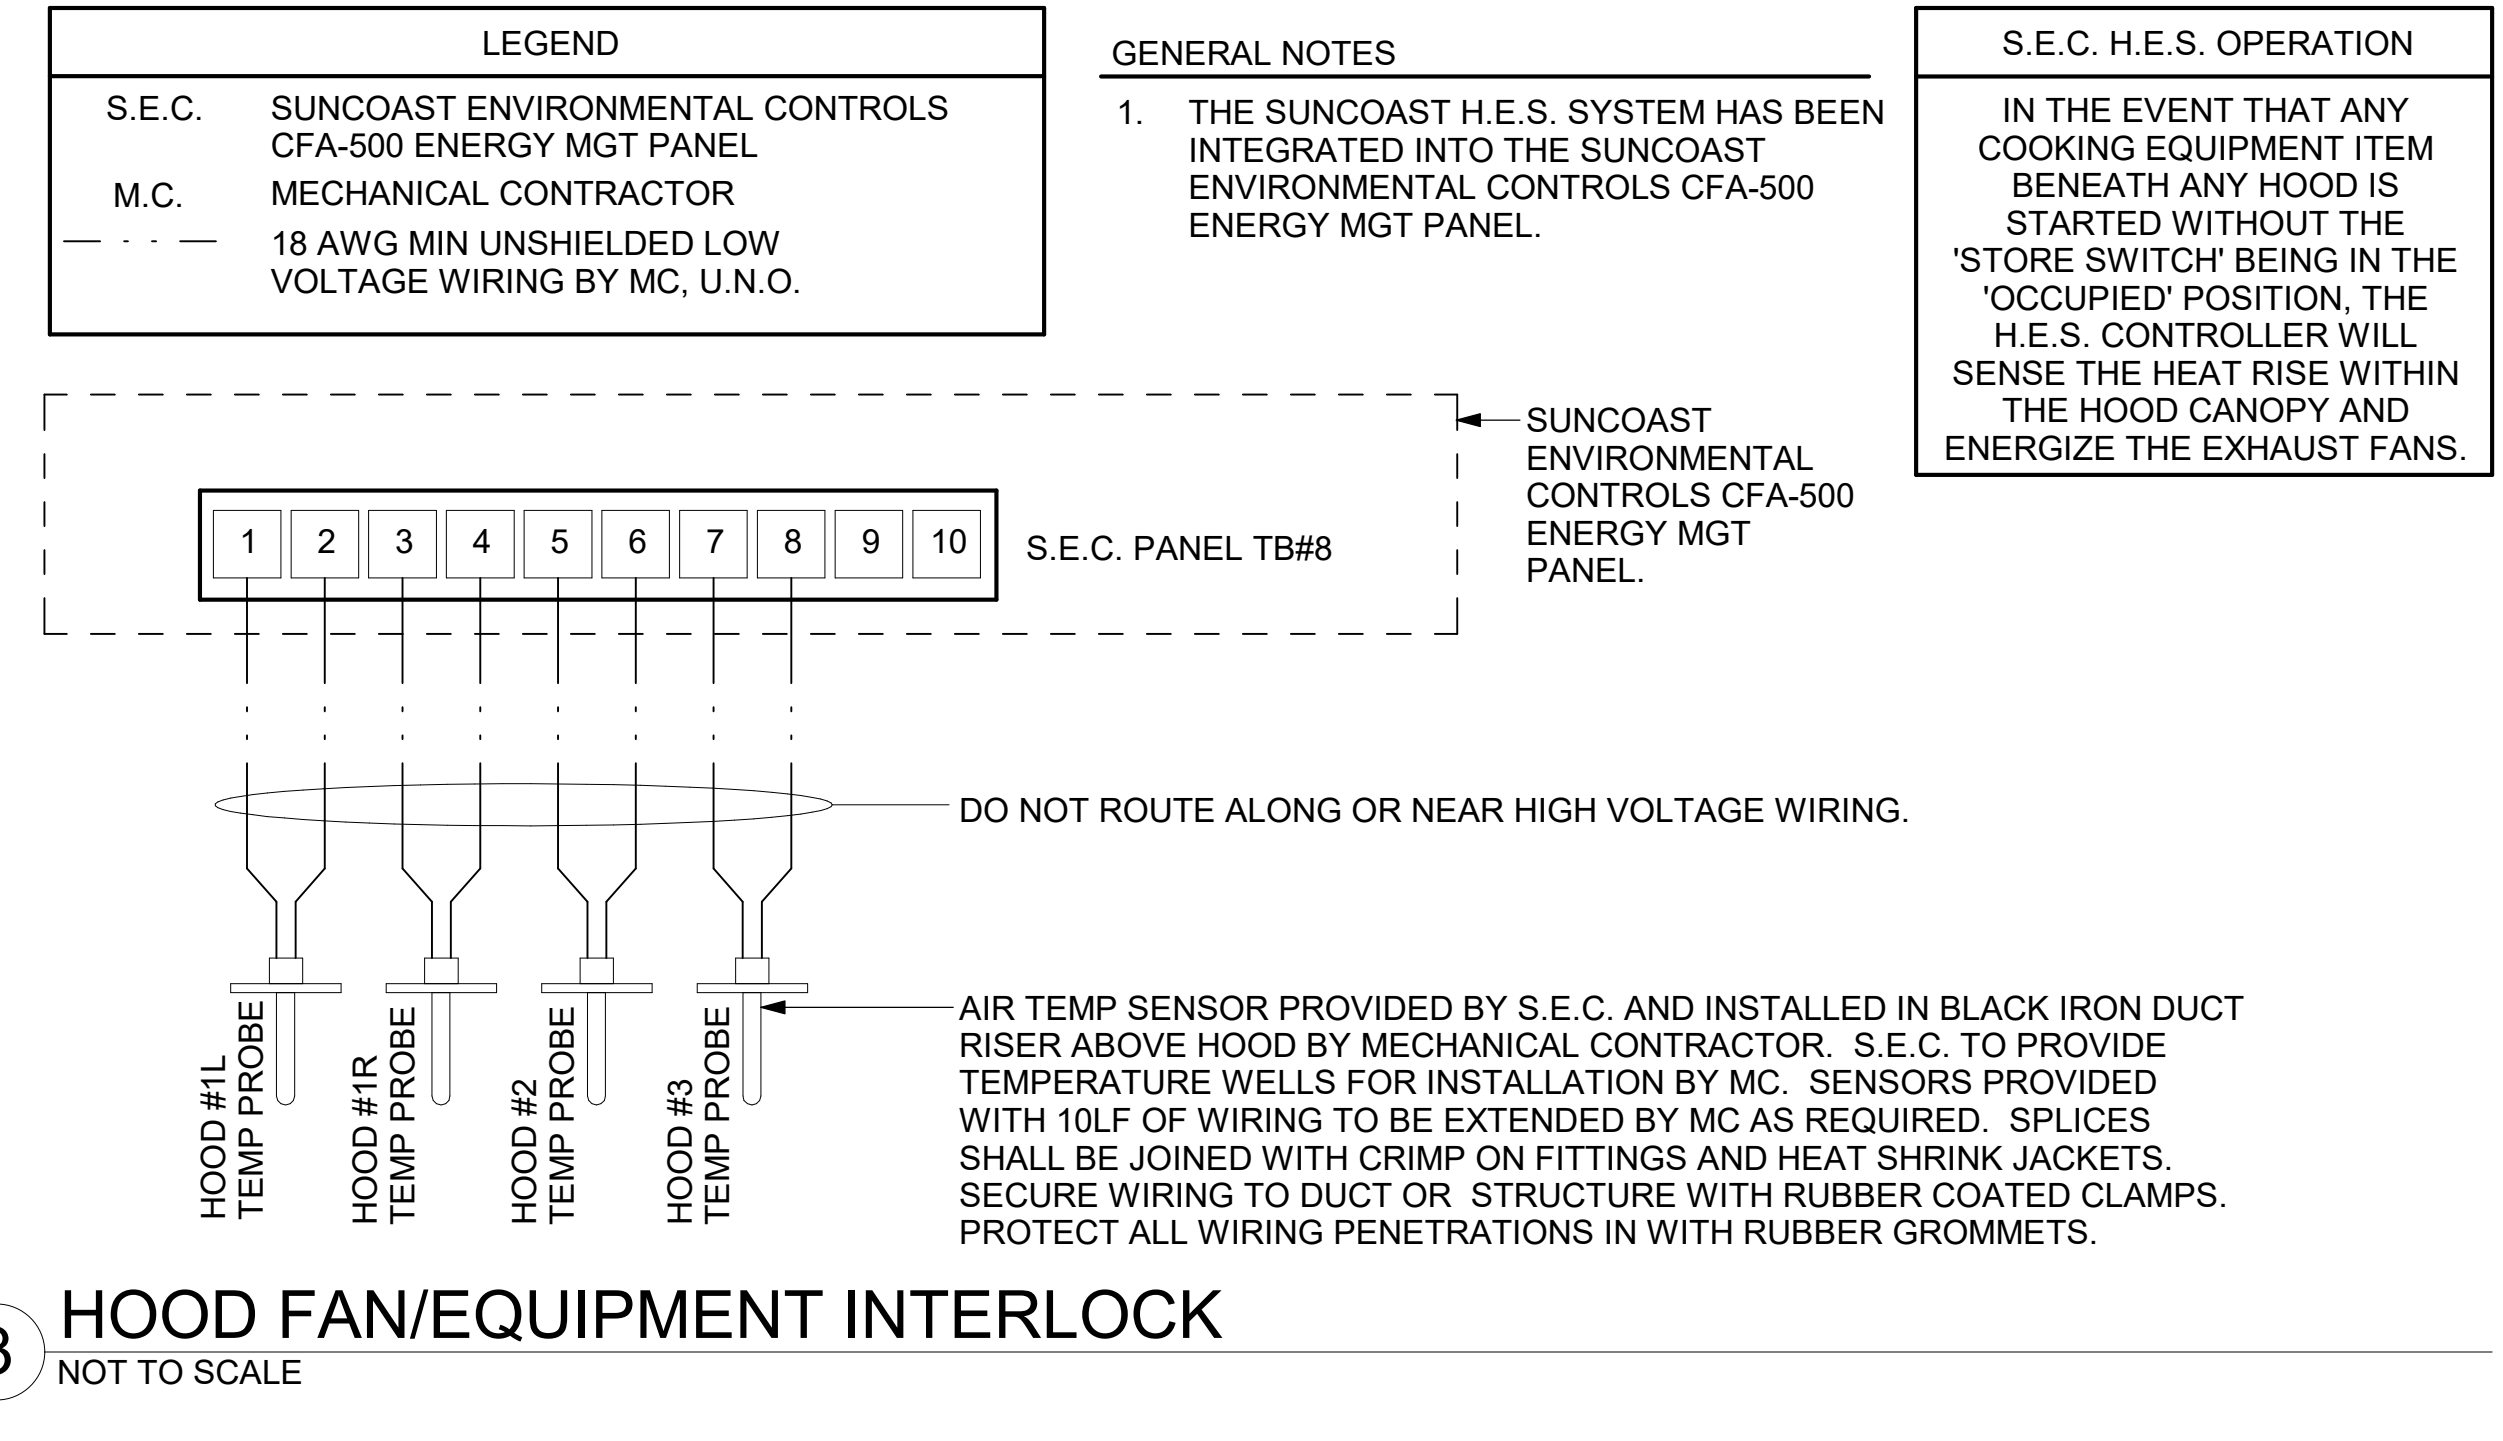 LEGEND
S.E.C. SUNCOAST ENVIRONMENTAL CONTROLS
CFA-500 ENERGY MGT PANEL
M.C. MECHANICAL CONTRACTOR
18 AWG MIN UNSHIELDED LOW
VOLTAGE WIRING BY MC, U.N.O.
GENERAL NOTES
1. THE SUNCOAST H.E.S. SYSTEM HAS BEEN
INTEGRATED INTO THE SUNCOAST
ENVIRONMENTAL CONTROLS CFA-500
ENERGY MGT PANEL.
S.E.C. H.E.S. OPERATION
IN THE EVENT THAT ANY
COOKING EQUIPMENT ITEM
BENEATH ANY HOOD IS
STARTED WITHOUT THE
'STORE SWITCH' BEING IN THE
'OCCUPIED' POSITION, THE
H.E.S. CONTROLLER WILL
SENSE THE HEAT RISE WITHIN
THE HOOD CANOPY AND
ENERGIZE THE EXHAUST FANS.
SUNCOAST
ENVIRONMENTAL
CONTROLS CFA-500
ENERGY MGT
PANEL.
1 2 3 4 5 6 7 8 9 10
S.E.C. PANEL TB#8
DO NOT ROUTE ALONG OR NEAR HIGH VOLTAGE WIRING.
HOOD #1L
TEMP PROBE
HOOD #1R
TEMP PROBE
HOOD #2
TEMP PROBE
HOOD #3
TEMP PROBE
AIR TEMP SENSOR PROVIDED BY S.E.C. AND INSTALLED IN BLACK IRON DUCT
RISER ABOVE HOOD BY MECHANICAL CONTRACTOR. S.E.C. TO PROVIDE
TEMPERATURE WELLS FOR INSTALLATION BY MC. SENSORS PROVIDED
WITH 10LF OF WIRING TO BE EXTENDED BY MC AS REQUIRED. SPLICES
SHALL BE JOINED WITH CRIMP ON FITTINGS AND HEAT SHRINK JACKETS.
SECURE WIRING TO DUCT OR STRUCTURE WITH RUBBER COATED CLAMPS.
PROTECT ALL WIRING PENETRATIONS IN WITH RUBBER GROMMETS.
HOOD FAN/EQUIPMENT INTERLOCK
NOT TO SCALE